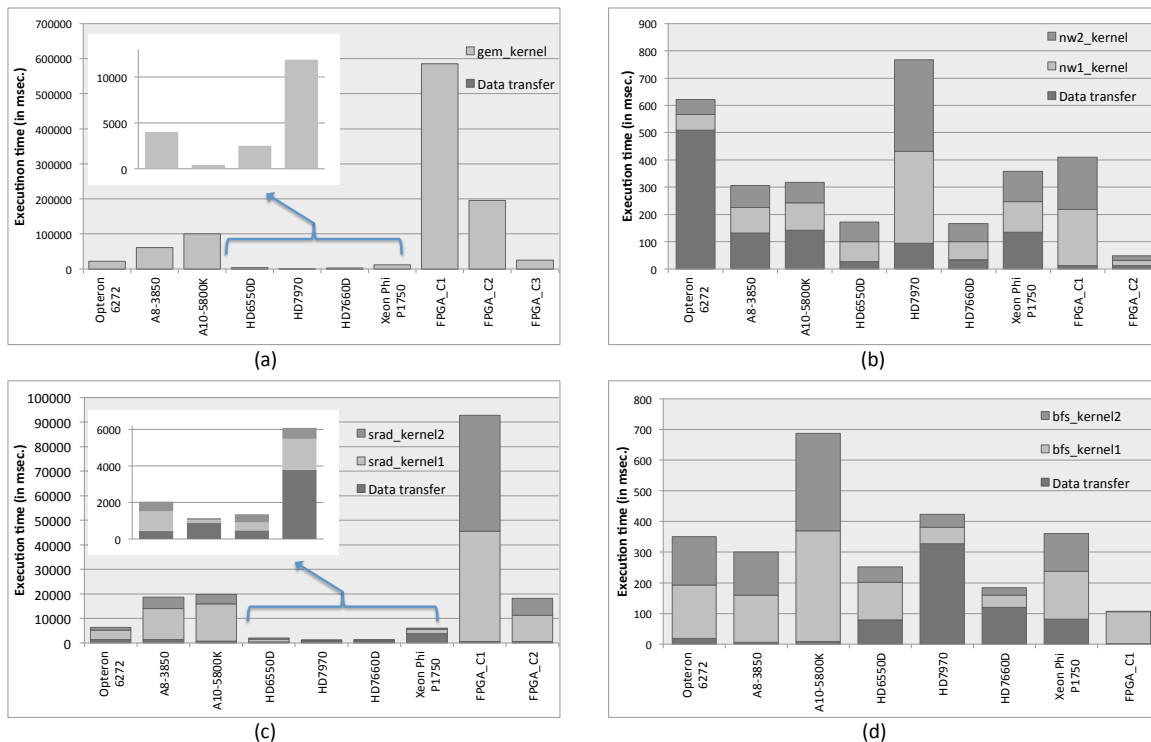 700000
600000
500000
400000
300000
200000
100000
0
Executinon time (in msec.)
10000
5000
0
gem_kernel
Data transfer
Opteron 6272
A8-3850
A10-5800K
HD6550D
HD7970
HD7660D
Xeon Phi P1750
FPGA_C1
FPGA_C2
FPGA_C3
(a)
900
800
700
600
500
400
300
200
100
0
Execution time (in msec.)
nw2_kernel
nw1_kernel
Data transfer
Opteron 6272
A8-3850
A10-5800K
HD6550D
HD7970
HD7660D
Xeon Phi P1750
FPGA_C1
FPGA_C2
(b)
100000
90000
80000
70000
60000
50000
40000
30000
20000
10000
0
Execution time (in msec.)
6000
4000
2000
0
srad_kernel2
srad_kernel1
Data transfer
Opteron 6272
A8-3850
A10-5800K
HD6550D
HD7970
HD7660D
Xeon Phi P1750
FPGA_C1
FPGA_C2
(c)
800
700
600
500
400
300
200
100
0
Execution time (in msec.)
bfs_kernel2
bfs_kernel1
Data transfer
Opteron 6272
A8-3850
A10-5800K
HD6550D
HD7970
HD7660D
Xeon Phi P1750
FPGA_C1
(d)